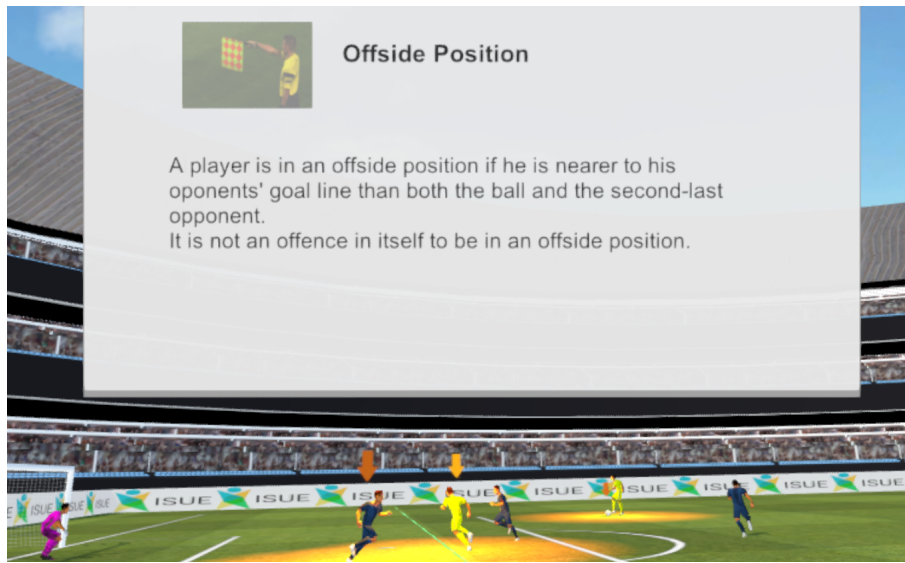 Offside Position
A player is in an offside position if he is nearer to his
oponents' goal line than both the ball and the second-last
opponent.
It is not an offence in itself to be in an offside position.
ISUE ISUE ISUE ISUE ISUE ISUE ISUE ISUE ISUE